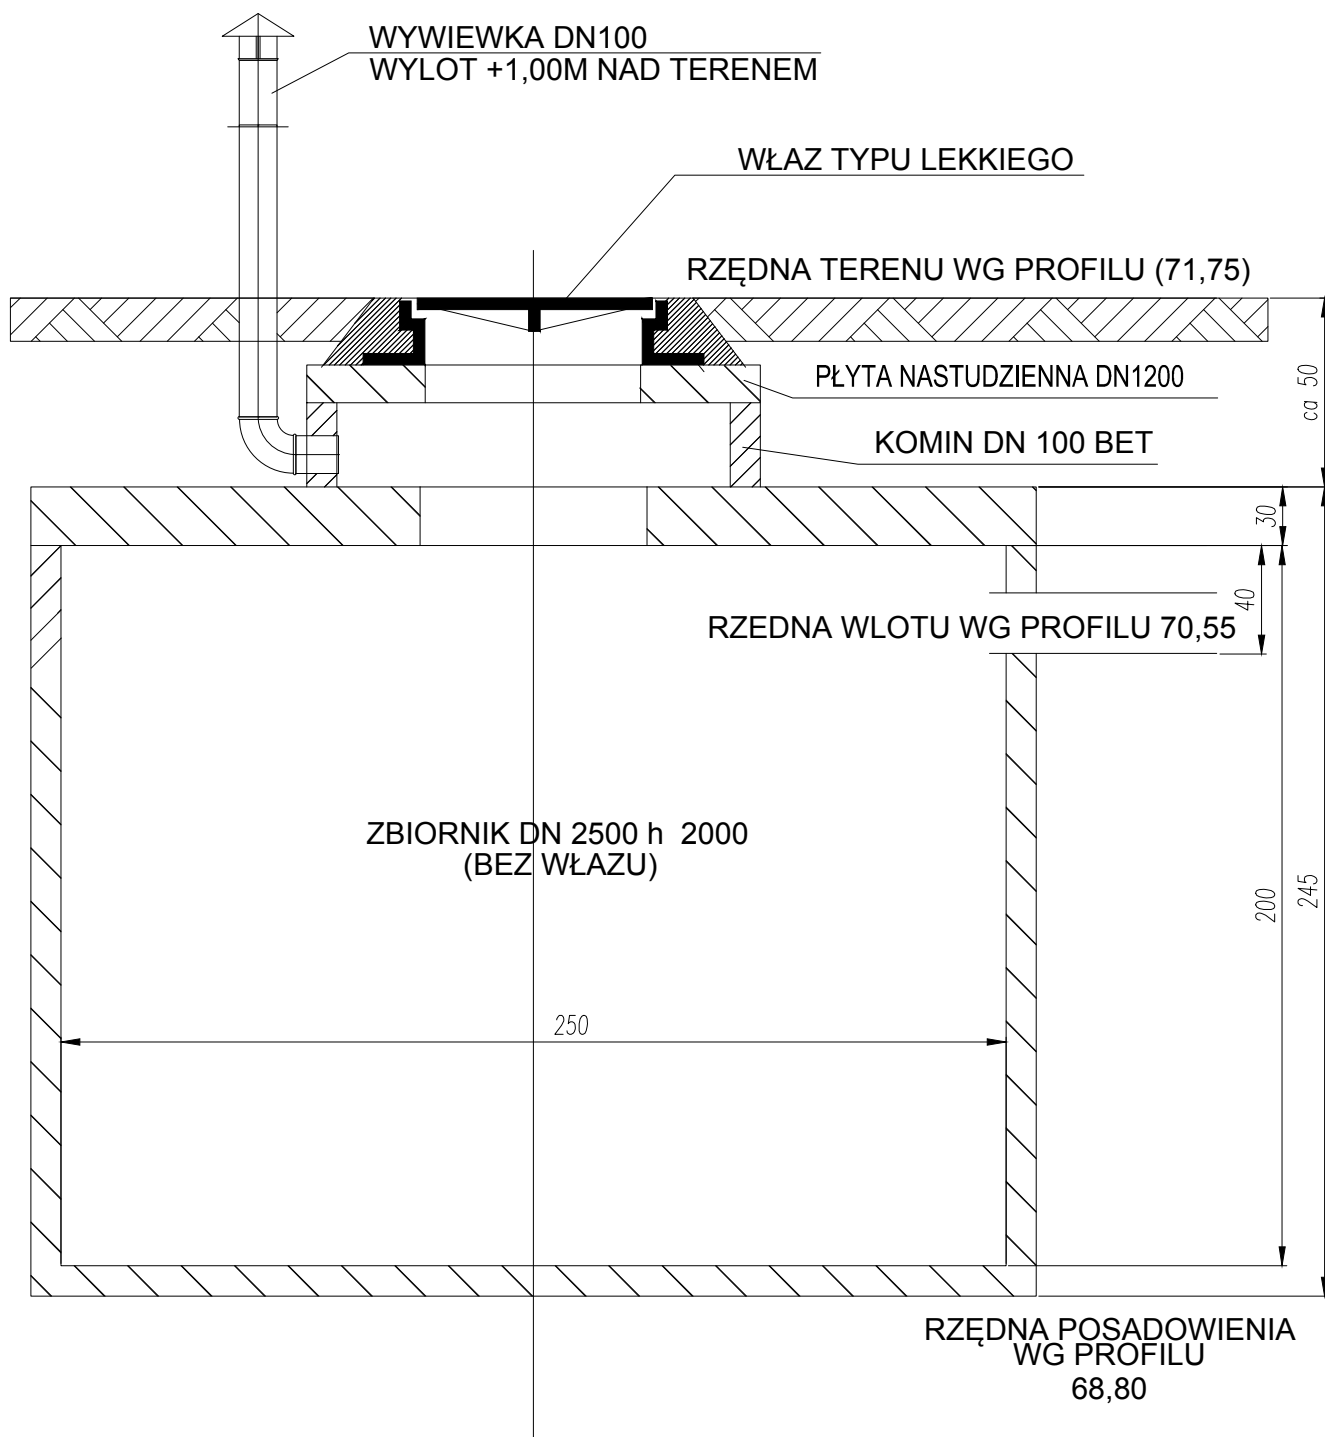 WYWIEWKA DN100
WYLOT +1,00M NAD TERENEM
WŁAZ TYPU LEKKIEGO
RZĘDNA TERENU WG PROFILU (71,75)
PŁYTA NASTUDZIENNA DN1200
ca 50
KOMIN DN 100 BET
30
40
RZEDNA WLOTU WG PROFILU 70,55
ZBIORNIK DN 2500 h 2000
(BEZ WŁAZU)
200
245
250
RZĘDNA POSADOWIENIA
WG PROFILU
68,80